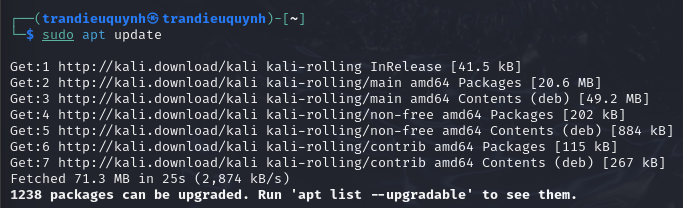 ┌──(trandieuquynh㉿trandieuquynh)-[~]
└─$ sudo apt update
Get:1 http://kali.download/kali kali-rolling InRelease [41.5 kB]
Get:2 http://kali.download/kali kali-rolling/main amd64 Packages [20.6 MB]
Get:3 http://kali.download/kali kali-rolling/main amd64 Contents (deb) [49.2 MB]
Get:4 http://kali.download/kali kali-rolling/non-free amd64 Packages [202 kB]
Get:5 http://kali.download/kali kali-rolling/non-free amd64 Contents (deb) [884 kB]
Get:6 http://kali.download/kali kali-rolling/contrib amd64 Packages [115 kB]
Get:7 http://kali.download/kali kali-rolling/contrib amd64 Contents (deb) [267 kB]
Fetched 71.3 MB in 25s (2,874 kB/s)
1238 packages can be upgraded. Run 'apt list --upgradable' to see them.